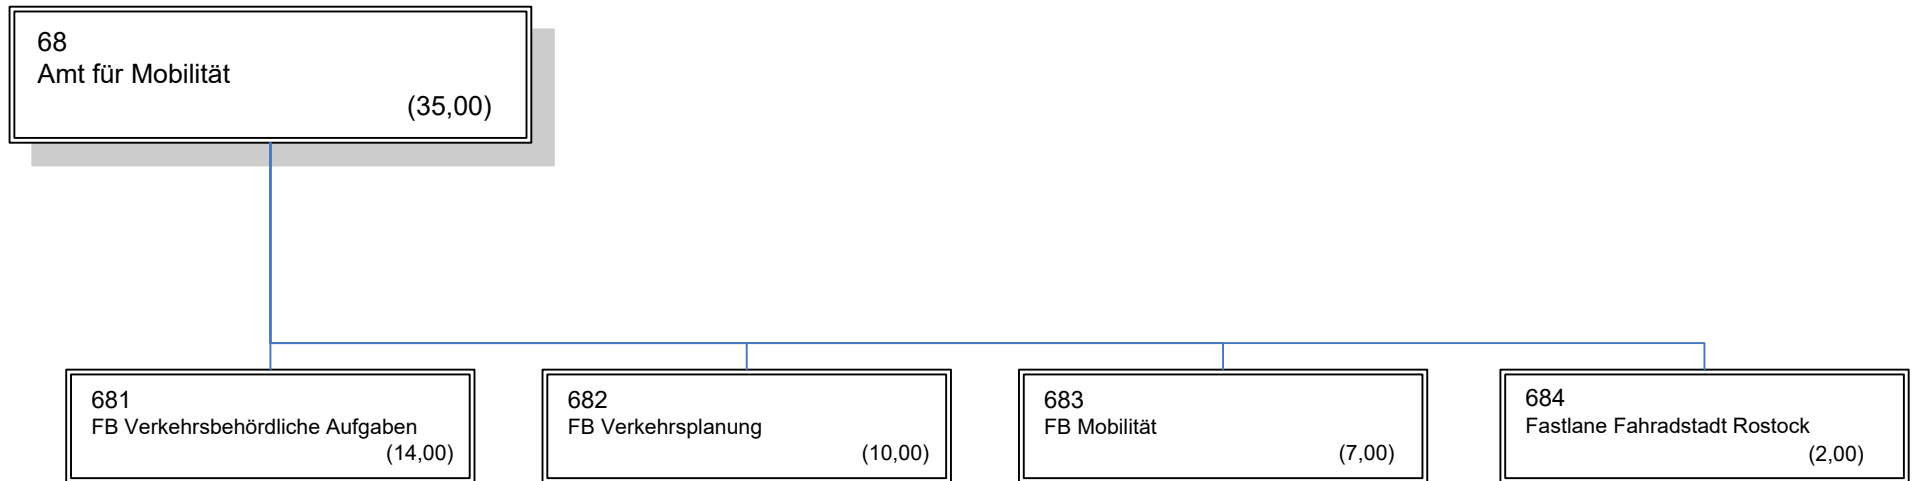 68
Amt für Mobilität
(35,00)
681
FB Verkehrsbehördliche Aufgaben
(14,00)
682
FB Verkehrsplanung
(10,00)
683
FB Mobilität
(7,00)
684
Fastlane Fahradstadt Rostock
(2,00)